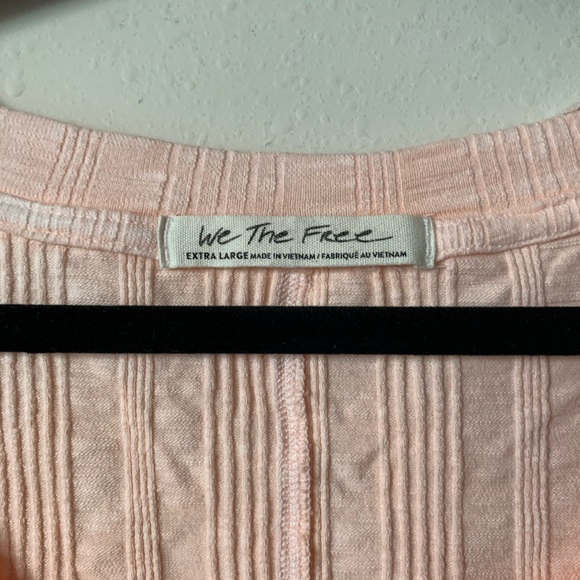 We The Free
EXTRA LARGE MADE IN VIETNAM / FABRIQUÉ AU VIETNAM